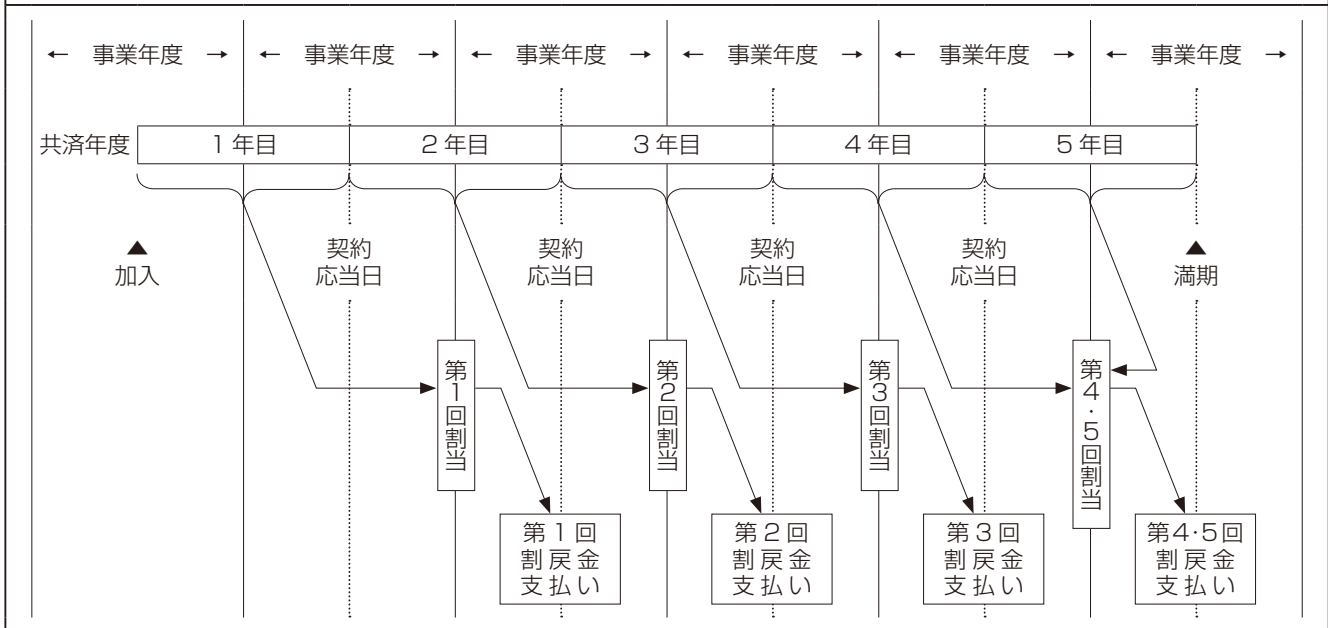 ← 事業年度 →
← 事業年度 →
← 事業年度 →
← 事業年度 →
← 事業年度 →
← 事業年度 →
共済年度
1年目
2年目
3年目
4年目
5年目
▲
加入
契約
応当日
契約
応当日
契約
応当日
契約
応当日
▲
満期
第1回割当
第2回割当
第3回割当
第4・5回割当
第1回
割戻金
支払い
第2回
割戻金
支払い
第3回
割戻金
支払い
第4・5回
割戻金
支払い